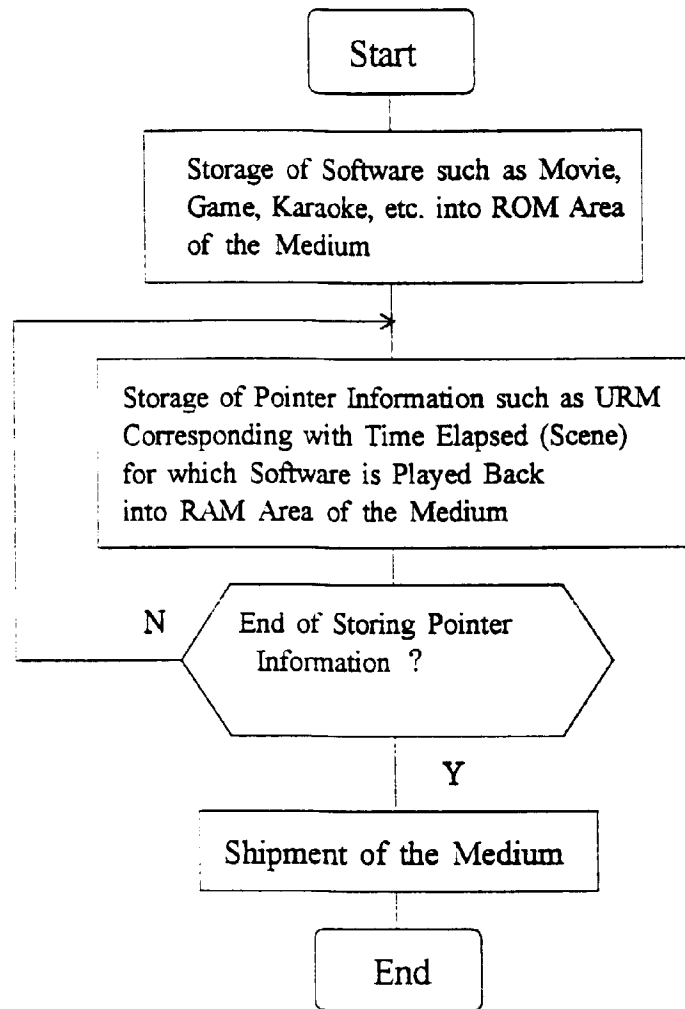 Start
Storage of Software such as Movie,
Game, Karaoke, etc. into ROM Area
of the Medium
Storage of Pointer Information such as URM
Corresponding with Time Elapsed (Scene)
for which Software is Played Back
into RAM Area of the Medium
N
End of Storing Pointer
Information ?
Y
Shipment of the Medium
End